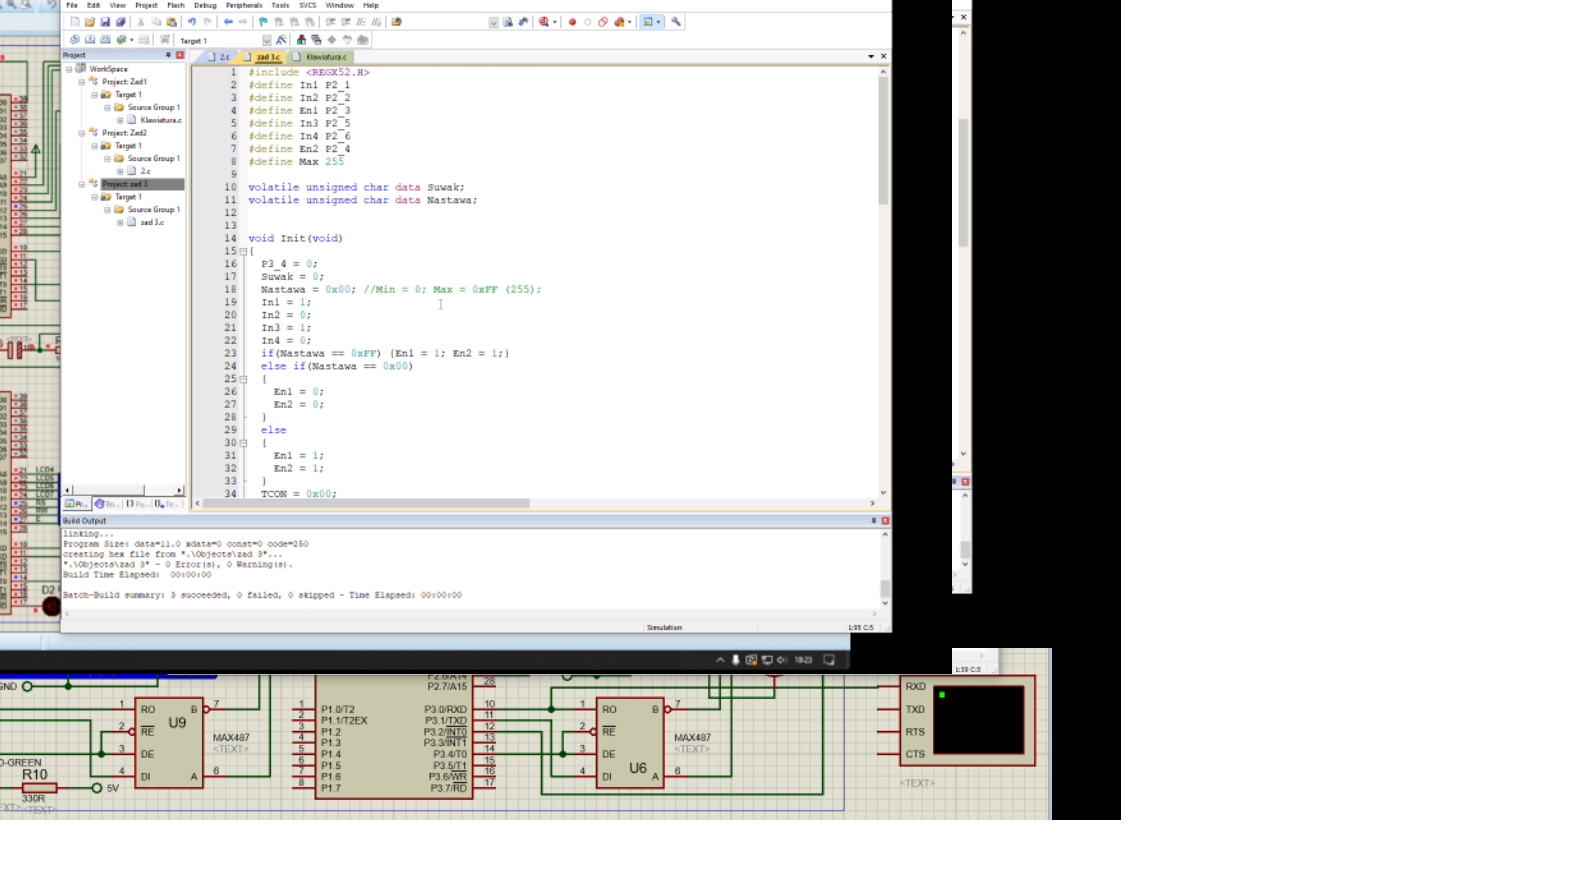 File Edit View Project Flash Debug Peripherals Tools SVCS Window Help
Target 1
Project
2.c zad 3.c Klawiatura.c
WorkSpace
Project: Zad1
Target 1
Source Group 1
Klawiatura.c
Project: Zad2
Target 1
Source Group 1
2.c
Project: zad 3
Target 1
Source Group 1
zad 3.c
1 #include <REGX52.H>
2 #define In1 P2_1
3 #define In2 P2_2
4 #define En1 P2_3
5 #define In3 P2_5
6 #define In4 P2_6
7 #define En2 P2_4
8 #define Max 255
9
10 volatile unsigned char data Suwak;
11 volatile unsigned char data Nastawa;
12
13
14 void Init(void)
15 {
16 P3_4 = 0;
17 Suwak = 0;
18 Nastawa = 0x00; //Min = 0; Max = 0xFF (255);
19 In1 = 1;
20 In2 = 0;
21 In3 = 1;
22 In4 = 0;
23 if(Nastawa == 0xFF) {En1 = 1; En2 = 1;}
24 else if(Nastawa == 0x00)
25 {
26 En1 = 0;
27 En2 = 0;
28 }
29 else
30 {
31 En1 = 1;
32 En2 = 1;
33 }
34 TCON = 0x00;
Pr... Bo... {} Fu... Te...
Build Output
linking...
Program Size: data=11.0 xdata=0 const=0 code=250
creating hex file from ".\Objects\zad 3"...
".\Objects\zad 3" - 0 Error(s), 0 Warning(s).
Build Time Elapsed: 00:00:00
Batch-Build summary: 3 succeeded, 0 failed, 0 skipped - Time Elapsed: 00:00:00
Simulation
L:95 C:5
18:23
L:59 C:5
LCD4
LCD5
LCD6
LCD7
RS
RW
E
D2
GND
1 RO B 7
U9
2 RE
3 DE
4 DI A 6
MAX487
<TEXT>
D-GREEN
R10
330R
<TEXT>
5V
P2.6/A14
P2.7/A15 28
1 P1.0/T2 P3.0/RXD 10
2 P1.1/T2EX P3.1/TXD 11
3 P1.2 P3.2/INT0 12
4 P1.3 P3.3/INT1 13
5 P1.4 P3.4/T0 14
6 P1.5 P3.5/T1 15
7 P1.6 P3.6/WR 16
8 P1.7 P3.7/RD 17
1 RO B 7
2 RE
3 DE
U6
4 DI A 6
MAX487
<TEXT>
RXD
TXD
RTS
CTS
<TEXT>